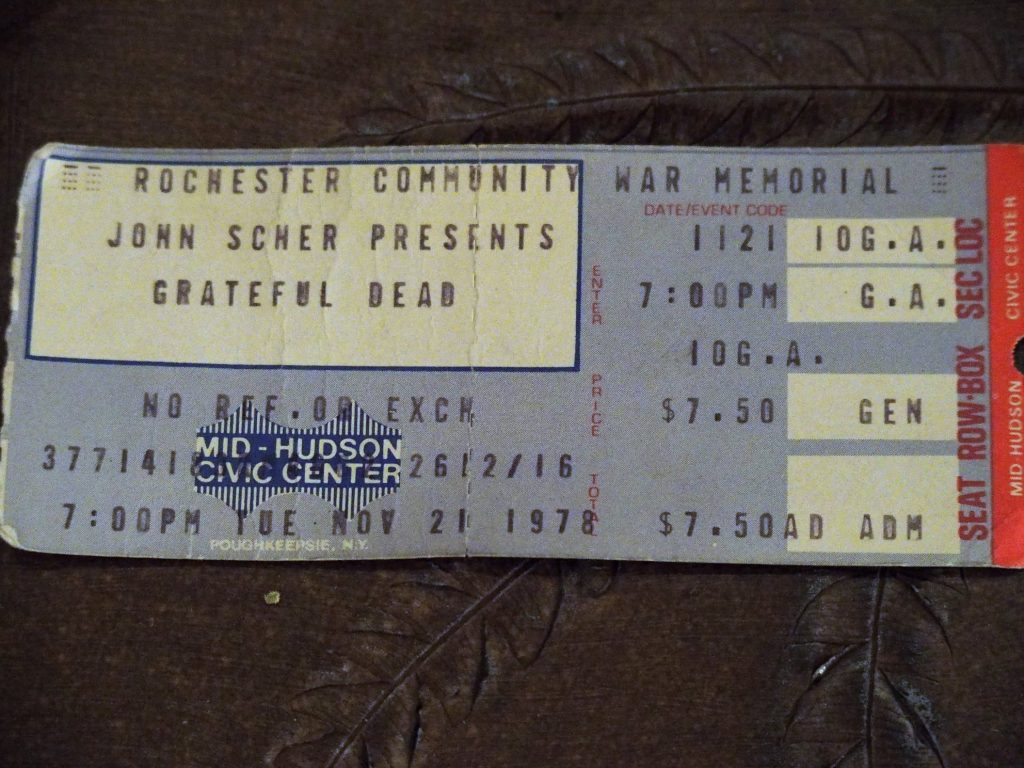 ROCHESTER COMMUNITY WAR MEMORIAL
DATE/EVENT CODE
JOHN SCHER PRESENTS
1121 10G.A.
GRATEFUL DEAD
7:00PM G.A.
10G.A.
NO REF.OR EXCH
$7.50 GEN
MID-HUDSON
CIVIC CENTER
2612/16
7:00PM TUE NOV 21 1978
$7.50AD ADM
POUGHKEEPSIE, N.Y.
ENTER
PRICE
TOTAL
SEAT ROW-BOX SEC LOC
MID HUDSON CIVIC CENTER